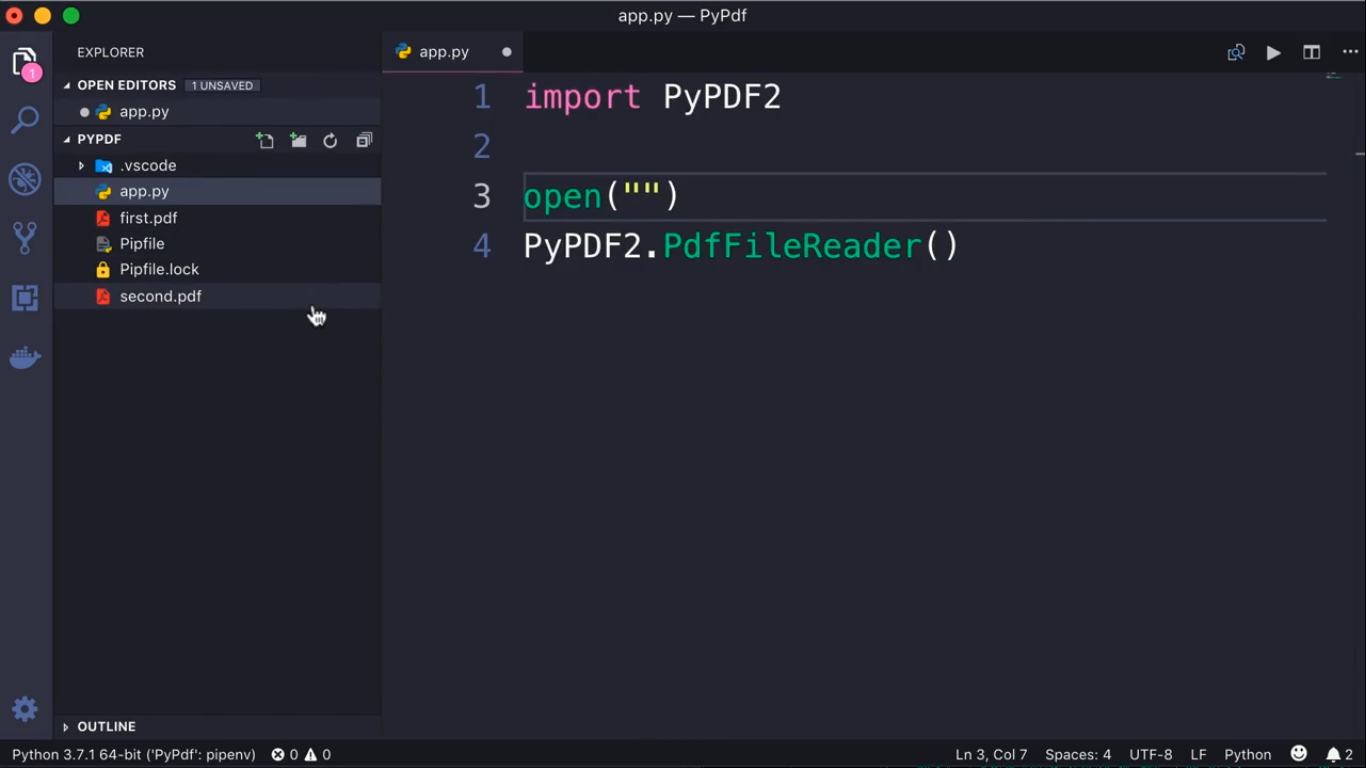 app.py — PyPdf
EXPLORER
OPEN EDITORS 1 UNSAVED
app.py
PYPDF
.vscode
app.py
first.pdf
Pipfile
Pipfile.lock
second.pdf
OUTLINE
1
app.py
1 import PyPDF2
2
3 open("")
4 PyPDF2.PdfFileReader()
Python 3.7.1 64-bit ('PyPdf': pipenv) 0 0 Ln 3, Col 7 Spaces: 4 UTF-8 LF Python 2